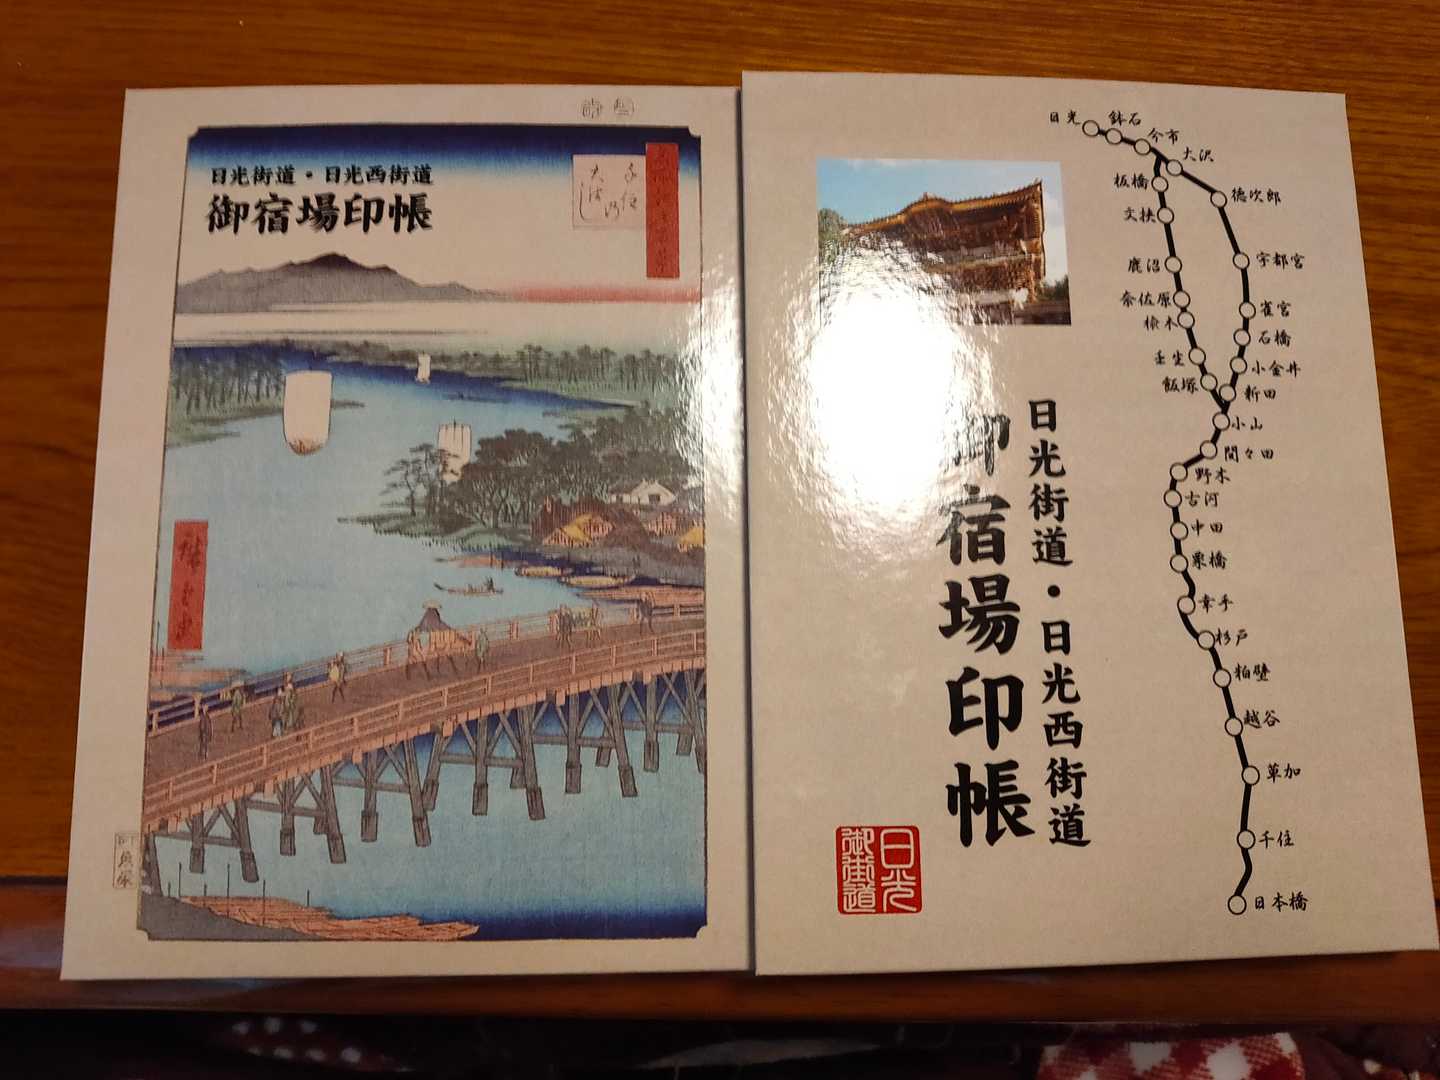 日光街道・日光西街道
御宿場印帳
千住の
大はし
日光
鉢石
今市
大沢
板橋
文挟
徳次郎
鹿沼
宇都宮
奈佐原
楡木
雀宮
石橋
壬生
小金井
飯塚
新田
小山
間々田
野木
古河
中田
栗橋
幸手
杉戸
粕壁
越谷
草加
千住
日本橋
日光街道・日光西街道
御宿場印帳
日光
御街道